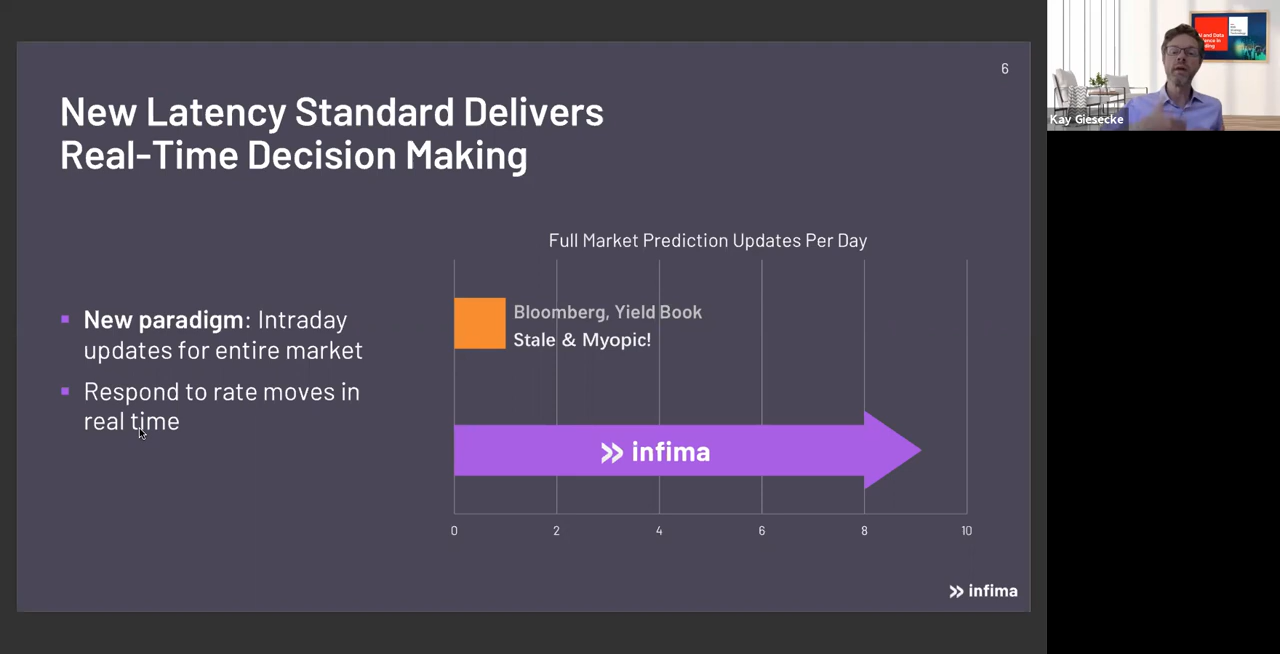 6
New Latency Standard Delivers
Real-Time Decision Making
Full Market Prediction Updates Per Day
▪ New paradigm: Intraday
updates for entire market
▪ Respond to rate moves in
real time
Bloomberg, Yield Book
Stale & Myopic!
infima
0 2 4 6 8 10
infima
Kay Giesecke